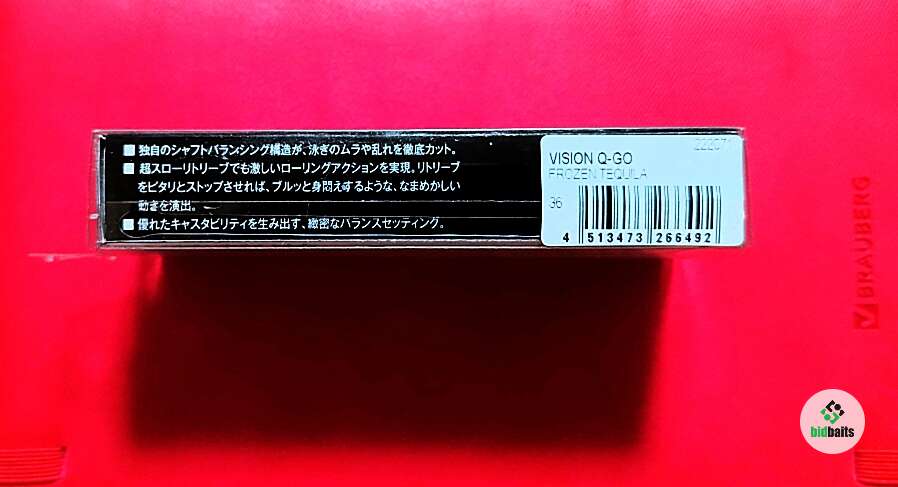 ■ 独自のシャフトバランシング構造が、泳ぎのムラや乱れを徹底カット。
■ 超スローリトリーブでも激しいローリングアクションを実現。リトリーブ
をピタリとストップさせれば、ブルッと身悶えするような、なまめかしい
動きを演出。
■ 優れたキャスタビリティを生み出す、緻密なバランスセッティング。
222071
VISION Q-GO
FROZEN TEQUILA
36
4 513473 266492
BRAUBERG
bidbaits